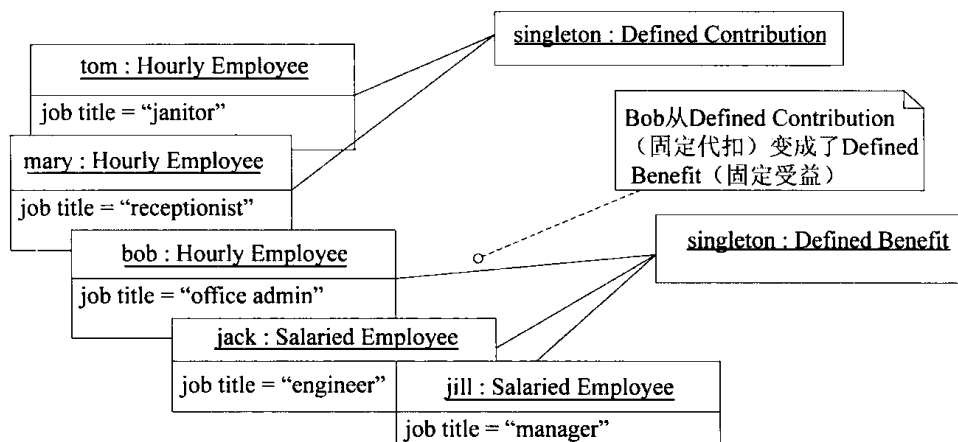 singleton : Defined Contribution
tom : Hourly Employee
job title = “janitor”
mary : Hourly Employee
job title = “receptionist”
Bob从Defined Contribution
（固定代扣）变成了Defined
Benefit（固定受益）
singleton : Defined Benefit
bob : Hourly Employee
job title = “office admin”
jack : Salaried Employee
job title = “engineer”
jill : Salaried Employee
job title = “manager”